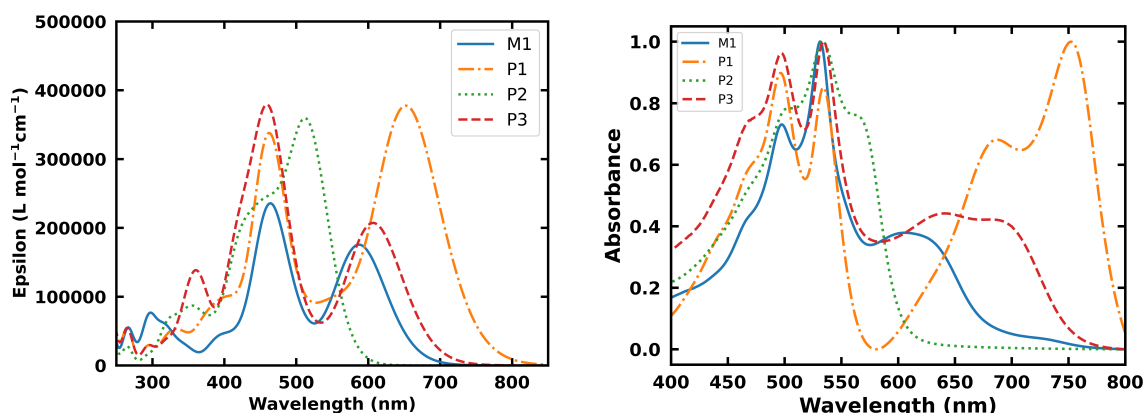 500000
400000
300000
200000
100000
0
Epsilon (L mol⁻¹cm⁻¹)
M1
P1
P2
P3
300 400 500 600 700 800
Wavelength (nm)
1.0
0.8
0.6
0.4
0.2
0.0
Absorbance
M1
P1
P2
P3
400 450 500 550 600 650 700 750 800
Wavelength (nm)